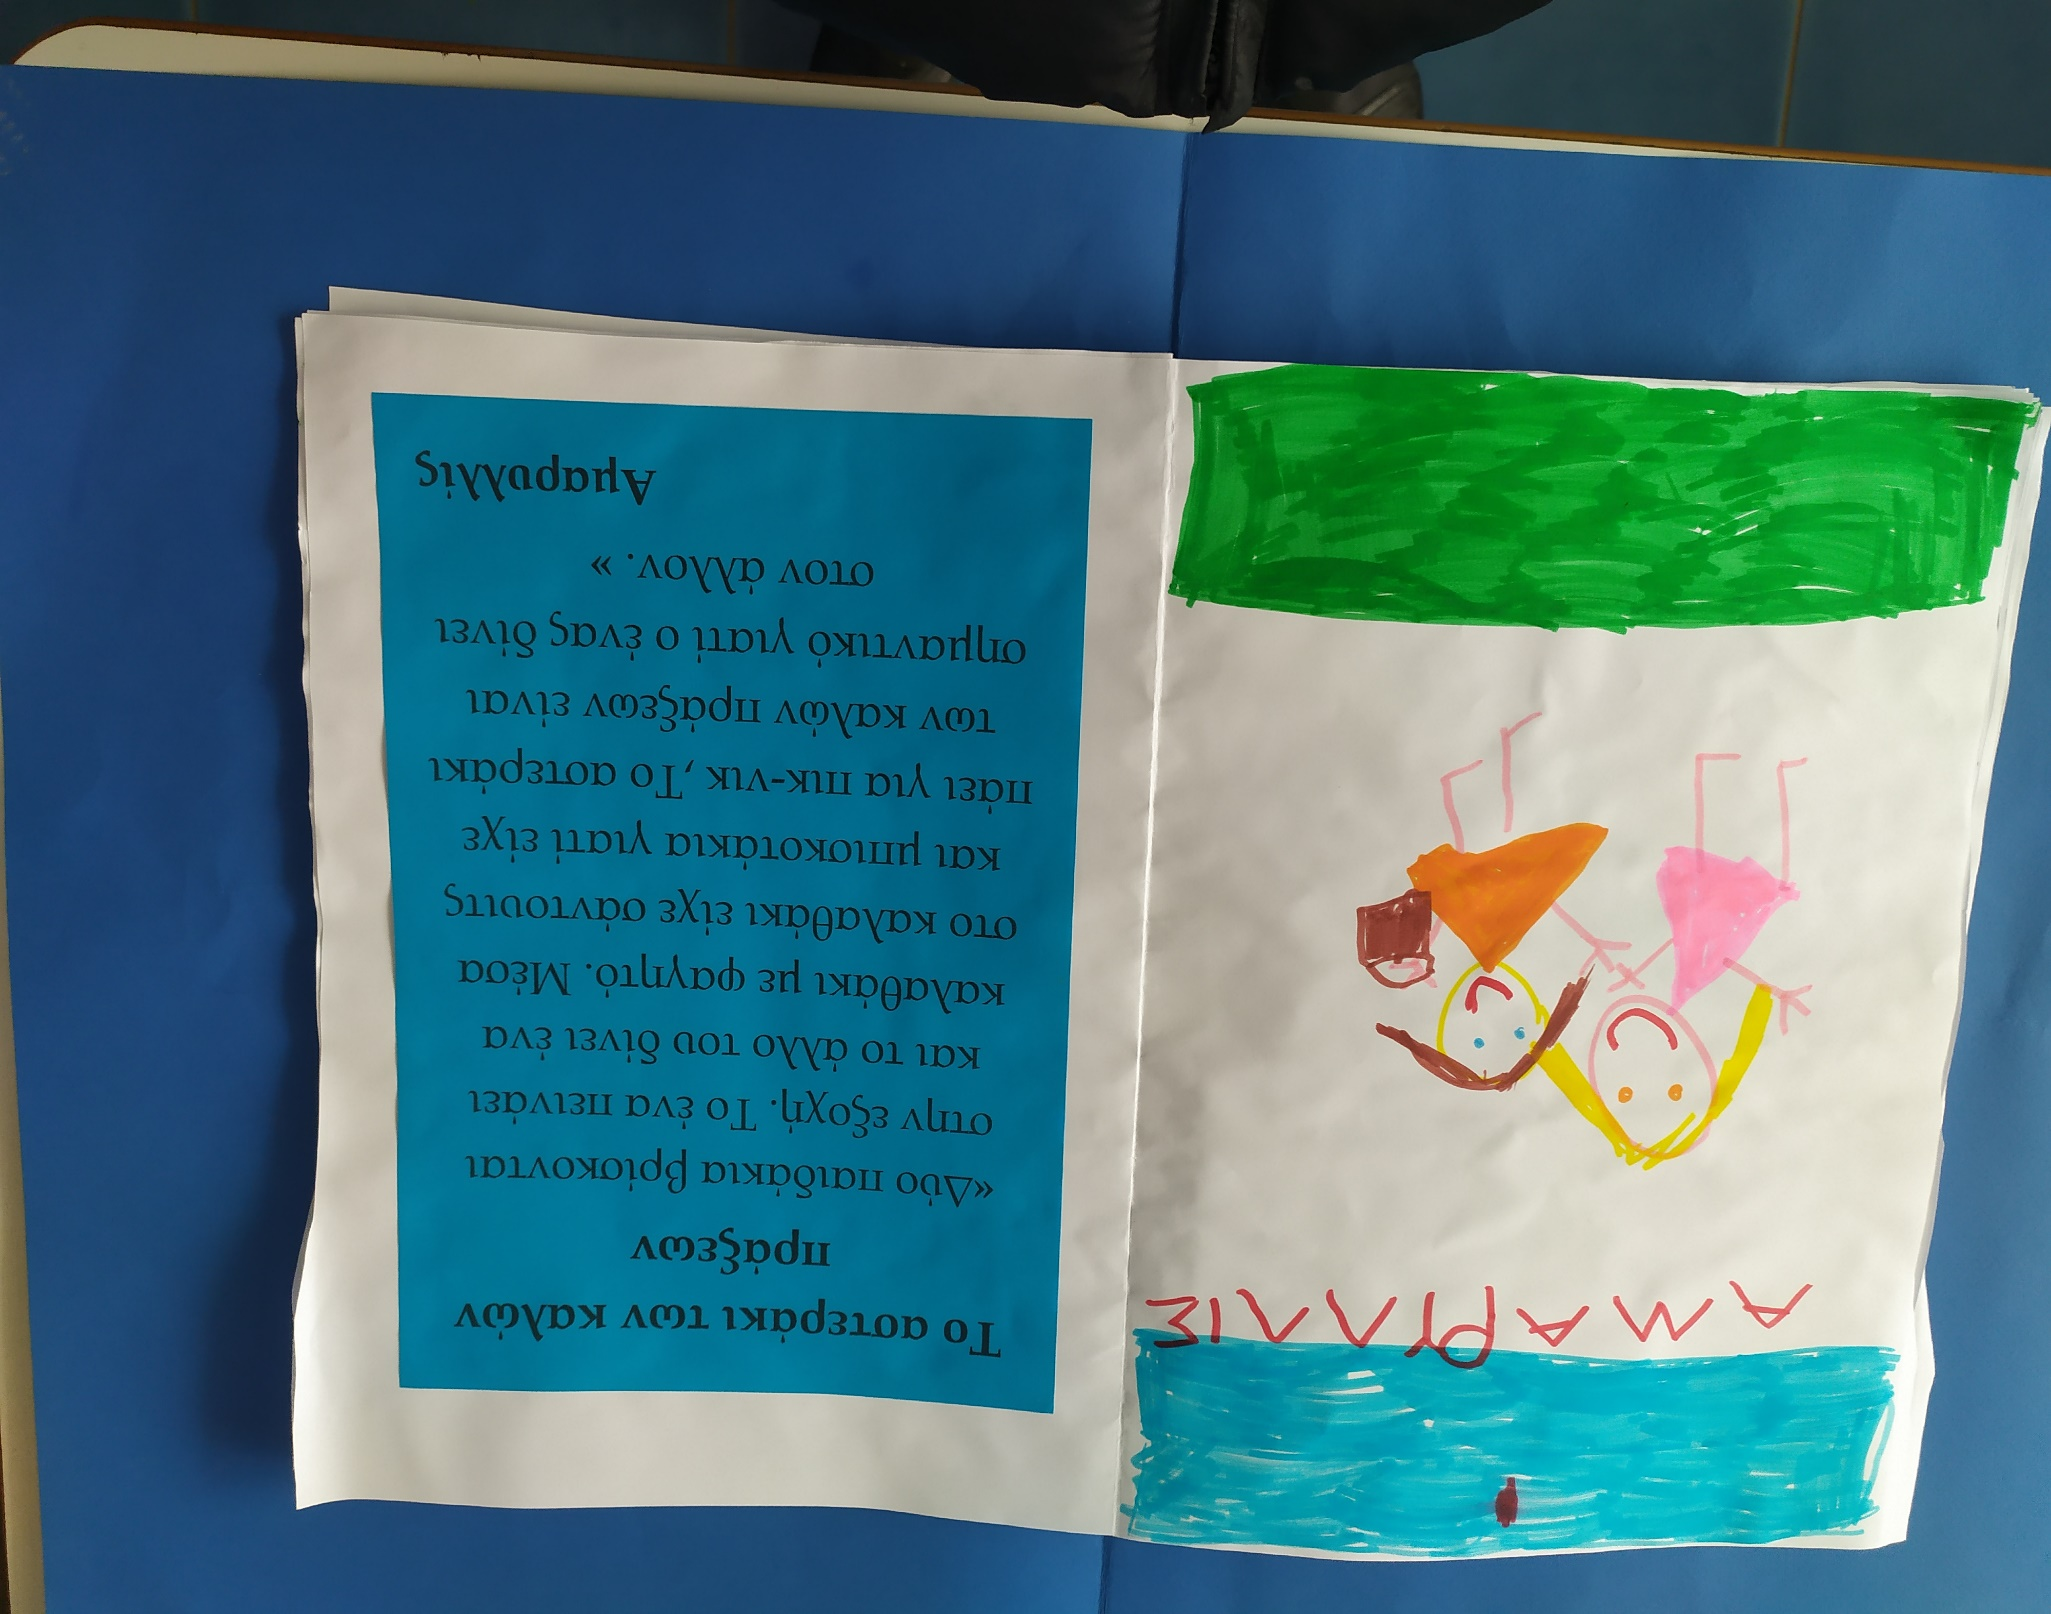 Το αστεράκι των καλών
πράξεων
«Δύο παιδάκια βρίσκονται
στην εξοχή. Το ένα πεινάει
και το άλλο του δίνει ένα
καλαθάκι με φαγητό. Μέσα
στο καλαθάκι είχε σάντουιτς
και μπισκοτάκια γιατί είχε
πάει για πικ-νικ ,Το αστεράκι
των καλών πράξεων είναι
σημαντικό γιατί ο ένας δίνει
στον άλλον. »
Αμαρυλλίς
ΑΜΑΡΥΛΛΙΣ